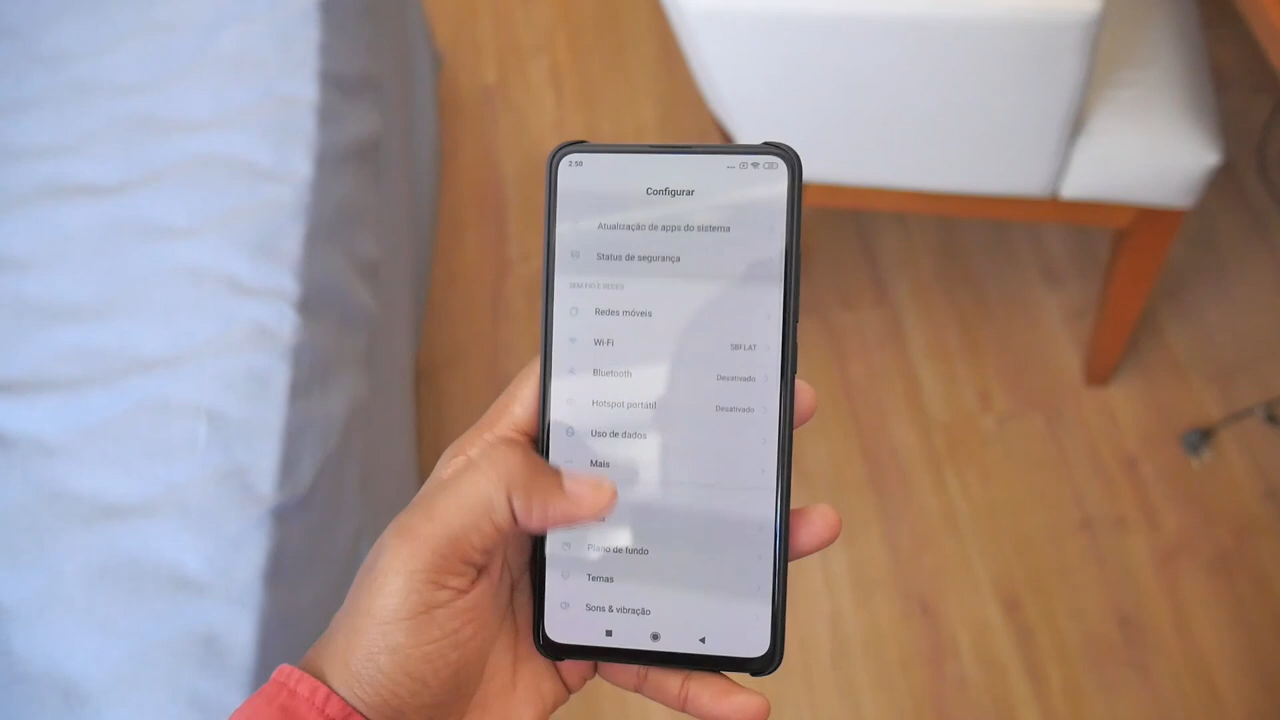 2.50
Configurar
Atualização de apps do sistema
Status de segurança
SEM FIO E REDES
Redes móveis
Wi-Fi SBFLAT
Bluetooth Desativado
Hotspot portátil Desativado
Uso de dados
Mais
Plano de fundo
Temas
Sons & vibração